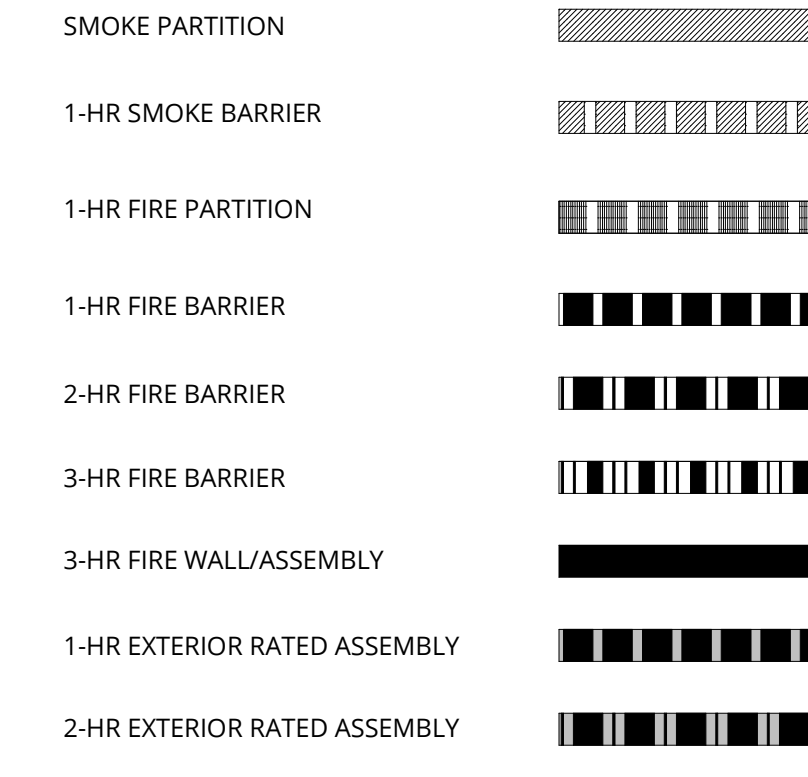 SMOKE PARTITION
1-HR SMOKE BARRIER
1-HR FIRE PARTITION
1-HR FIRE BARRIER
2-HR FIRE BARRIER
3-HR FIRE BARRIER
3-HR FIRE WALL/ASSEMBLY
1-HR EXTERIOR RATED ASSEMBLY
2-HR EXTERIOR RATED ASSEMBLY